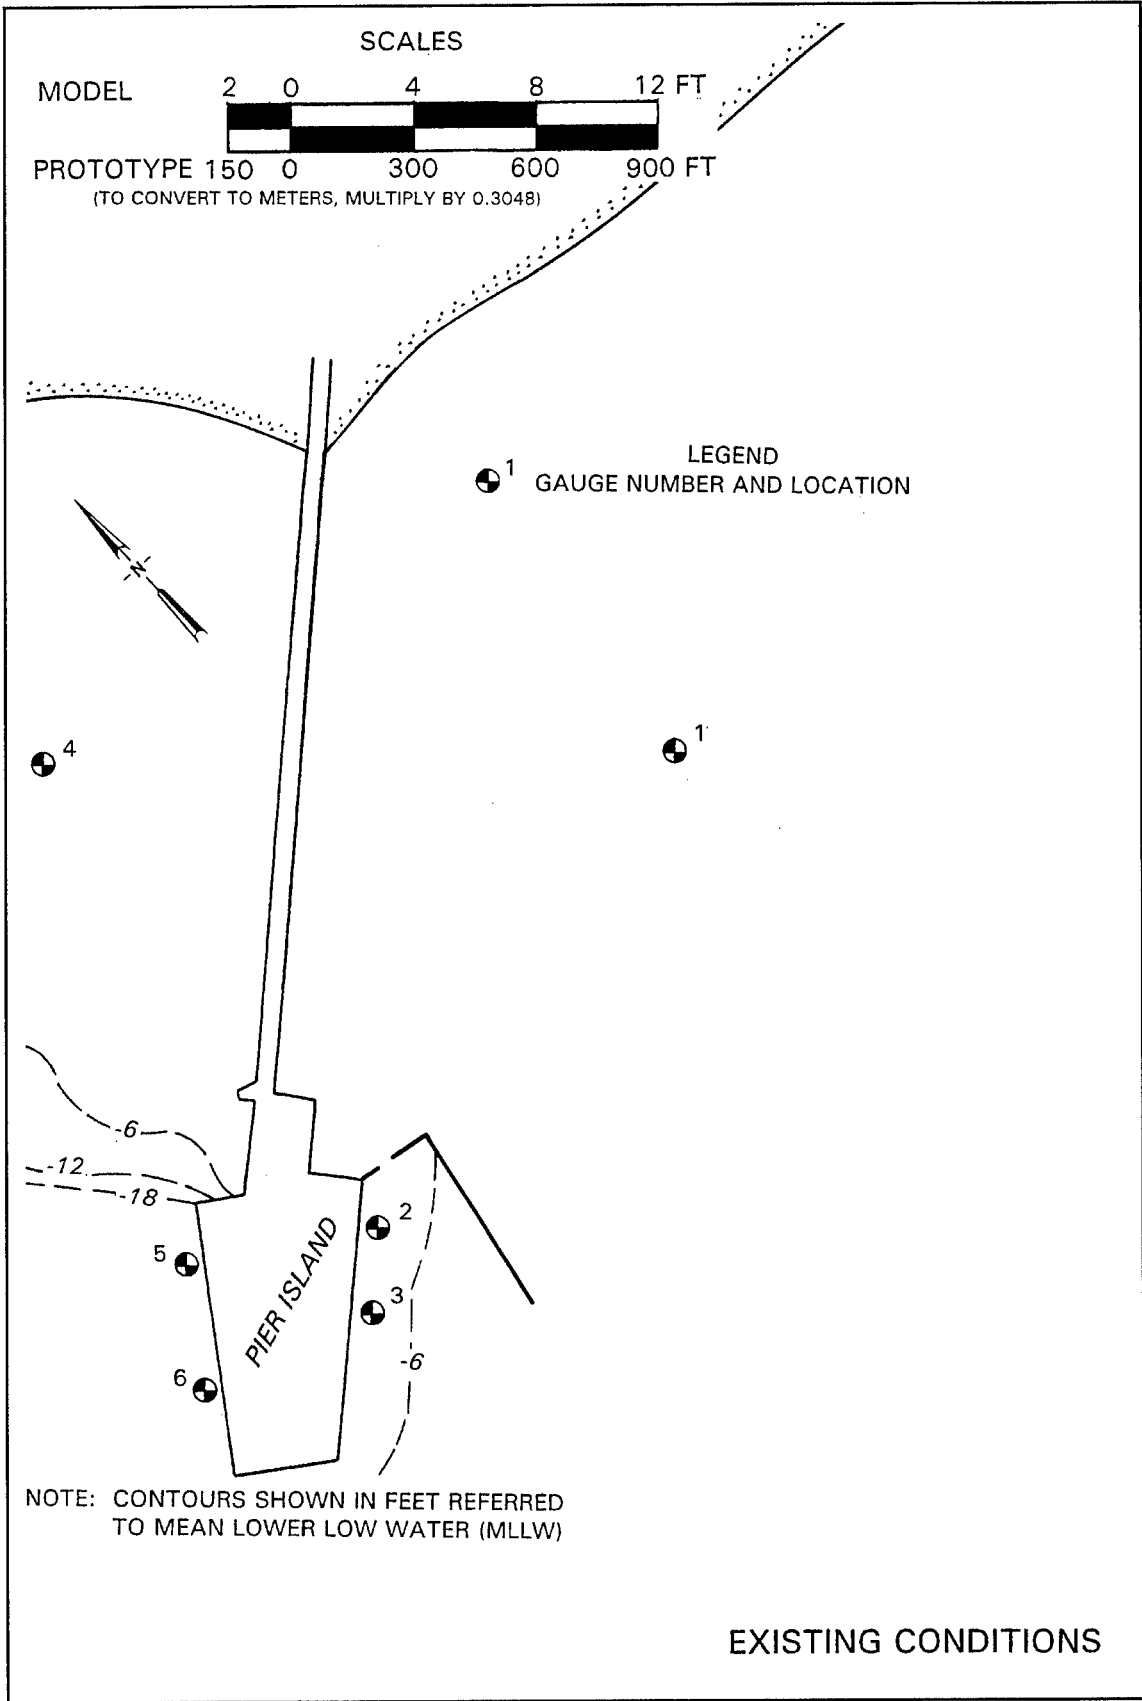 SCALES
MODEL 2 0 4 8 12 FT
PROTOTYPE 150 0 300 600 900 FT
(TO CONVERT TO METERS, MULTIPLY BY 0.3048)
LEGEND
1 GAUGE NUMBER AND LOCATION
N
4
1
-6
-12
-18
2
5
3
PIER ISLAND
-6
6
NOTE: CONTOURS SHOWN IN FEET REFERRED
TO MEAN LOWER LOW WATER (MLLW)
EXISTING CONDITIONS